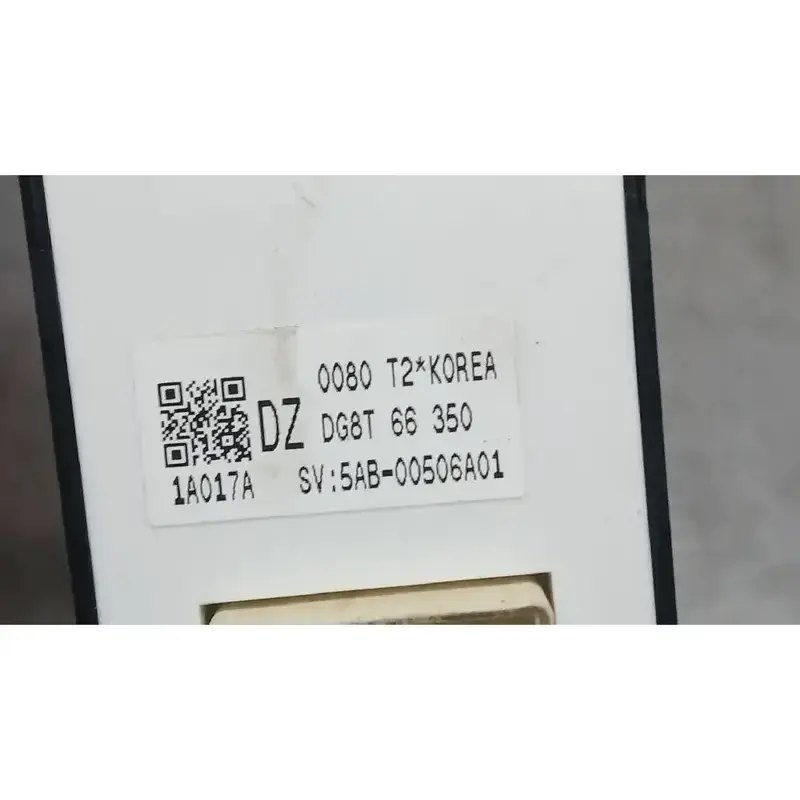 0080 T2*KOREA
DZ DG8T 66 350
1A017A SV:5AB-00506A01